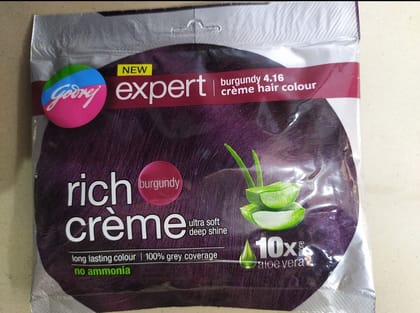 NEW
Godrej
expert
burgundy 4.16
crème hair colour
rich
burgundy
crème
ultra soft
deep shine
long lasting colour | 100% grey coverage
no ammonia
10x
aloe vera